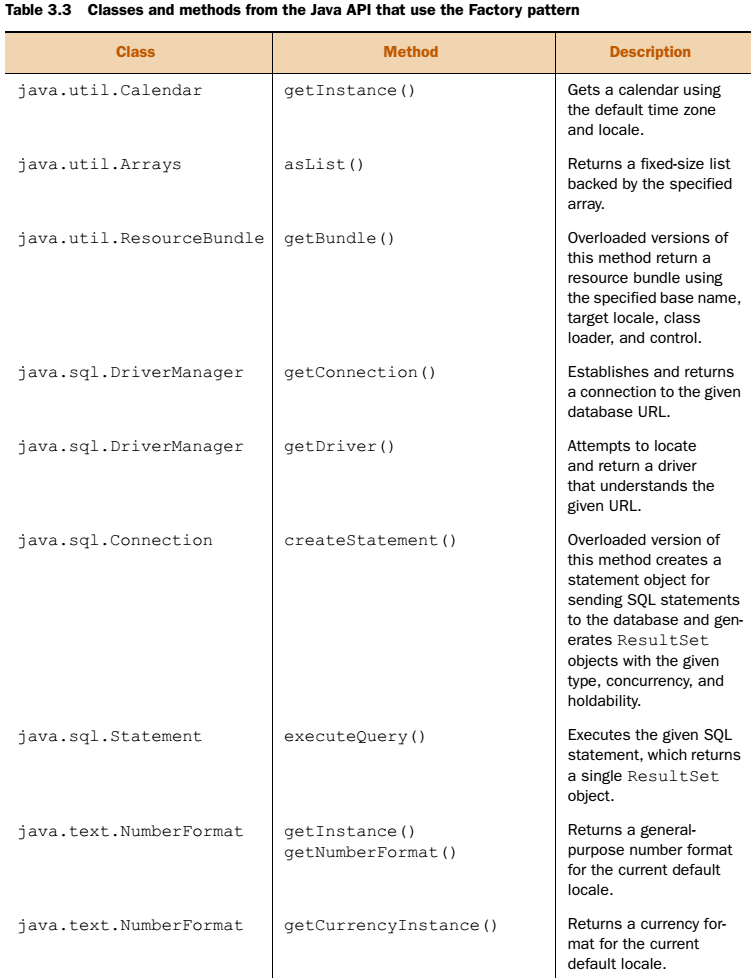 Table 3.3 Classes and methods from the Java API that use the Factory pattern
Class Method Description
java.util.Calendar getInstance() Gets a calendar using
the default time zone
and locale.
java.util.Arrays asList() Returns a fixed-size list
backed by the specified
array.
java.util.ResourceBundle getBundle() Overloaded versions of
this method return a
resource bundle using
the specified base name,
target locale, class
loader, and control.
java.sql.DriverManager getConnection() Establishes and returns
a connection to the given
database URL.
java.sql.DriverManager getDriver() Attempts to locate
and return a driver
that understands the
given URL.
java.sql.Connection createStatement() Overloaded version of
this method creates a
statement object for
sending SQL statements
to the database and gen-
erates ResultSet
objects with the given
type, concurrency, and
holdability.
java.sql.Statement executeQuery() Executes the given SQL
statement, which returns
a single ResultSet
object.
java.text.NumberFormat getInstance() Returns a general-
getNumberFormat() purpose number format
for the current default
locale.
java.text.NumberFormat getCurrencyInstance() Returns a currency for-
mat for the current
default locale.